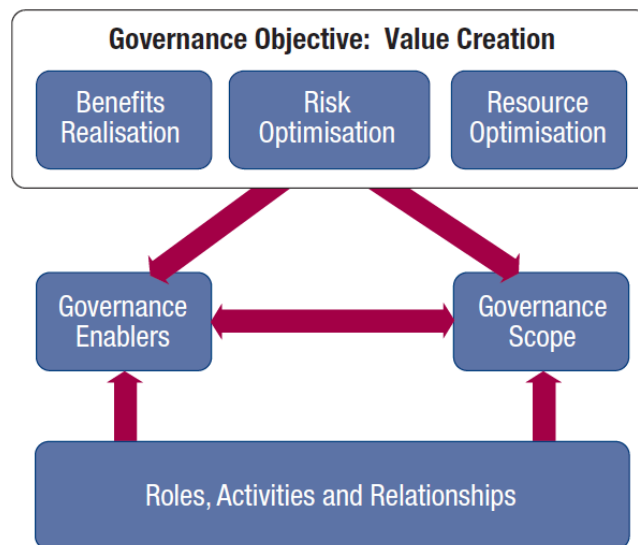 Governance Objective: Value Creation
Benefits
Realisation
Risk
Optimisation
Resource
Optimisation
Governance
Enablers
Governance
Scope
Roles, Activities and Relationships